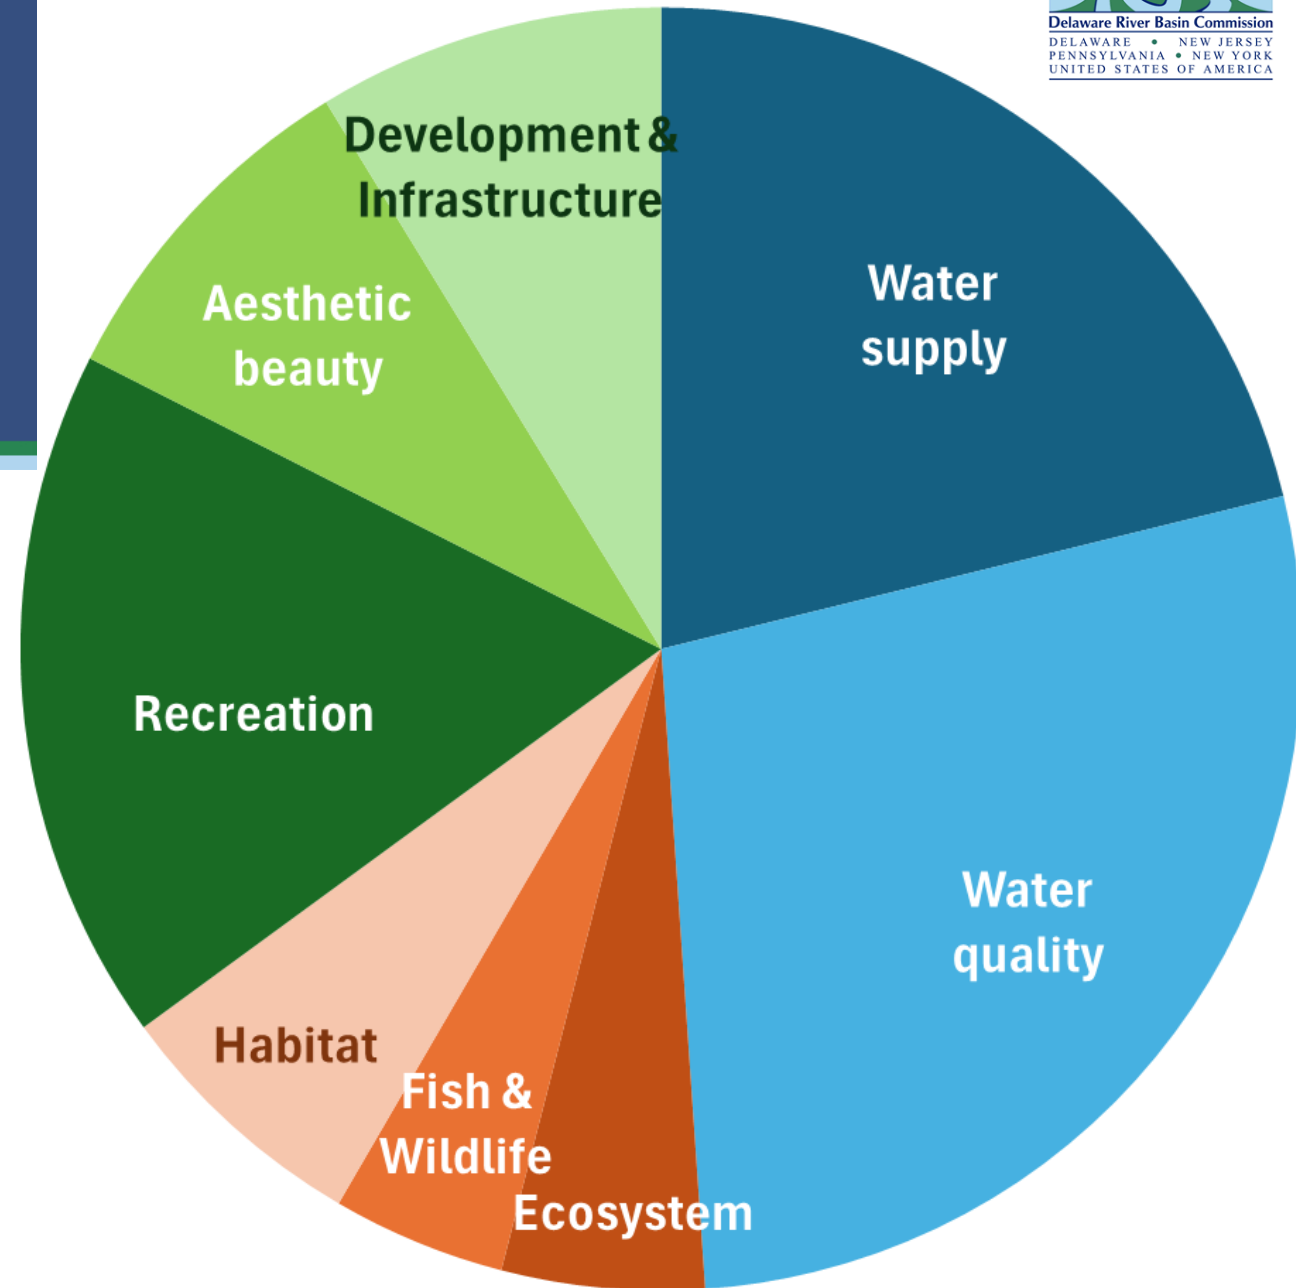 Delaware River Basin Commission
DELAWARE • NEW JERSEY
PENNSYLVANIA • NEW YORK
UNITED STATES OF AMERICA
Development &
Infrastructure
Water
supply
Aesthetic
beauty
Recreation
Water
quality
Habitat
Fish &
Wildlife
Ecosystem